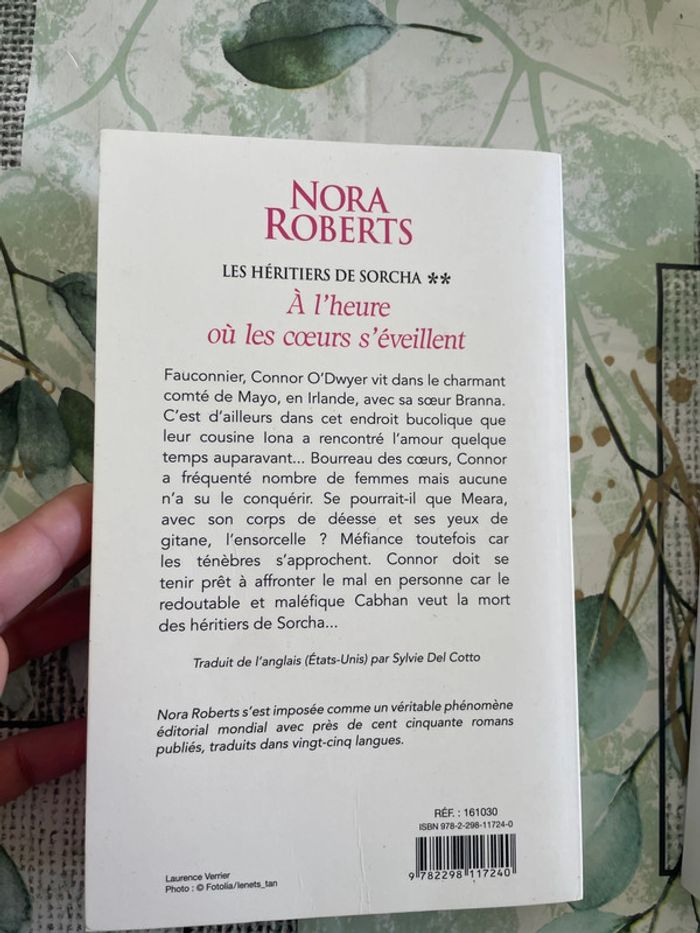 NORA
ROBERTS
LES HÉRITIERS DE SORCHA **
À l'heure
où les cœurs s'éveillent
Fauconnier, Connor O'Dwyer vit dans le charmant
comté de Mayo, en Irlande, avec sa sœur Branna.
C'est d'ailleurs dans cet endroit bucolique que
leur cousine Iona a rencontré l'amour quelque
temps auparavant... Bourreau des cœurs, Connor
a fréquenté nombre de femmes mais aucune
n'a su le conquérir. Se pourrait-il que Meara,
avec son corps de déesse et ses yeux de
gitane, l'ensorcelle ? Méfiance toutefois car
les ténèbres s'approchent. Connor doit se
tenir prêt à affronter le mal en personne car le
redoutable et maléfique Cabhan veut la mort
des héritiers de Sorcha...
Traduit de l'anglais (États-Unis) par Sylvie Del Cotto
Nora Roberts s'est imposée comme un véritable phénomène
éditorial mondial avec près de cent cinquante romans
publiés, traduits dans vingt-cinq langues.
RÉF. : 161030
ISBN 978-2-298-11724-0
9 782298 117240
Laurence Verrier
Photo : © Fotolia/lenets_tan